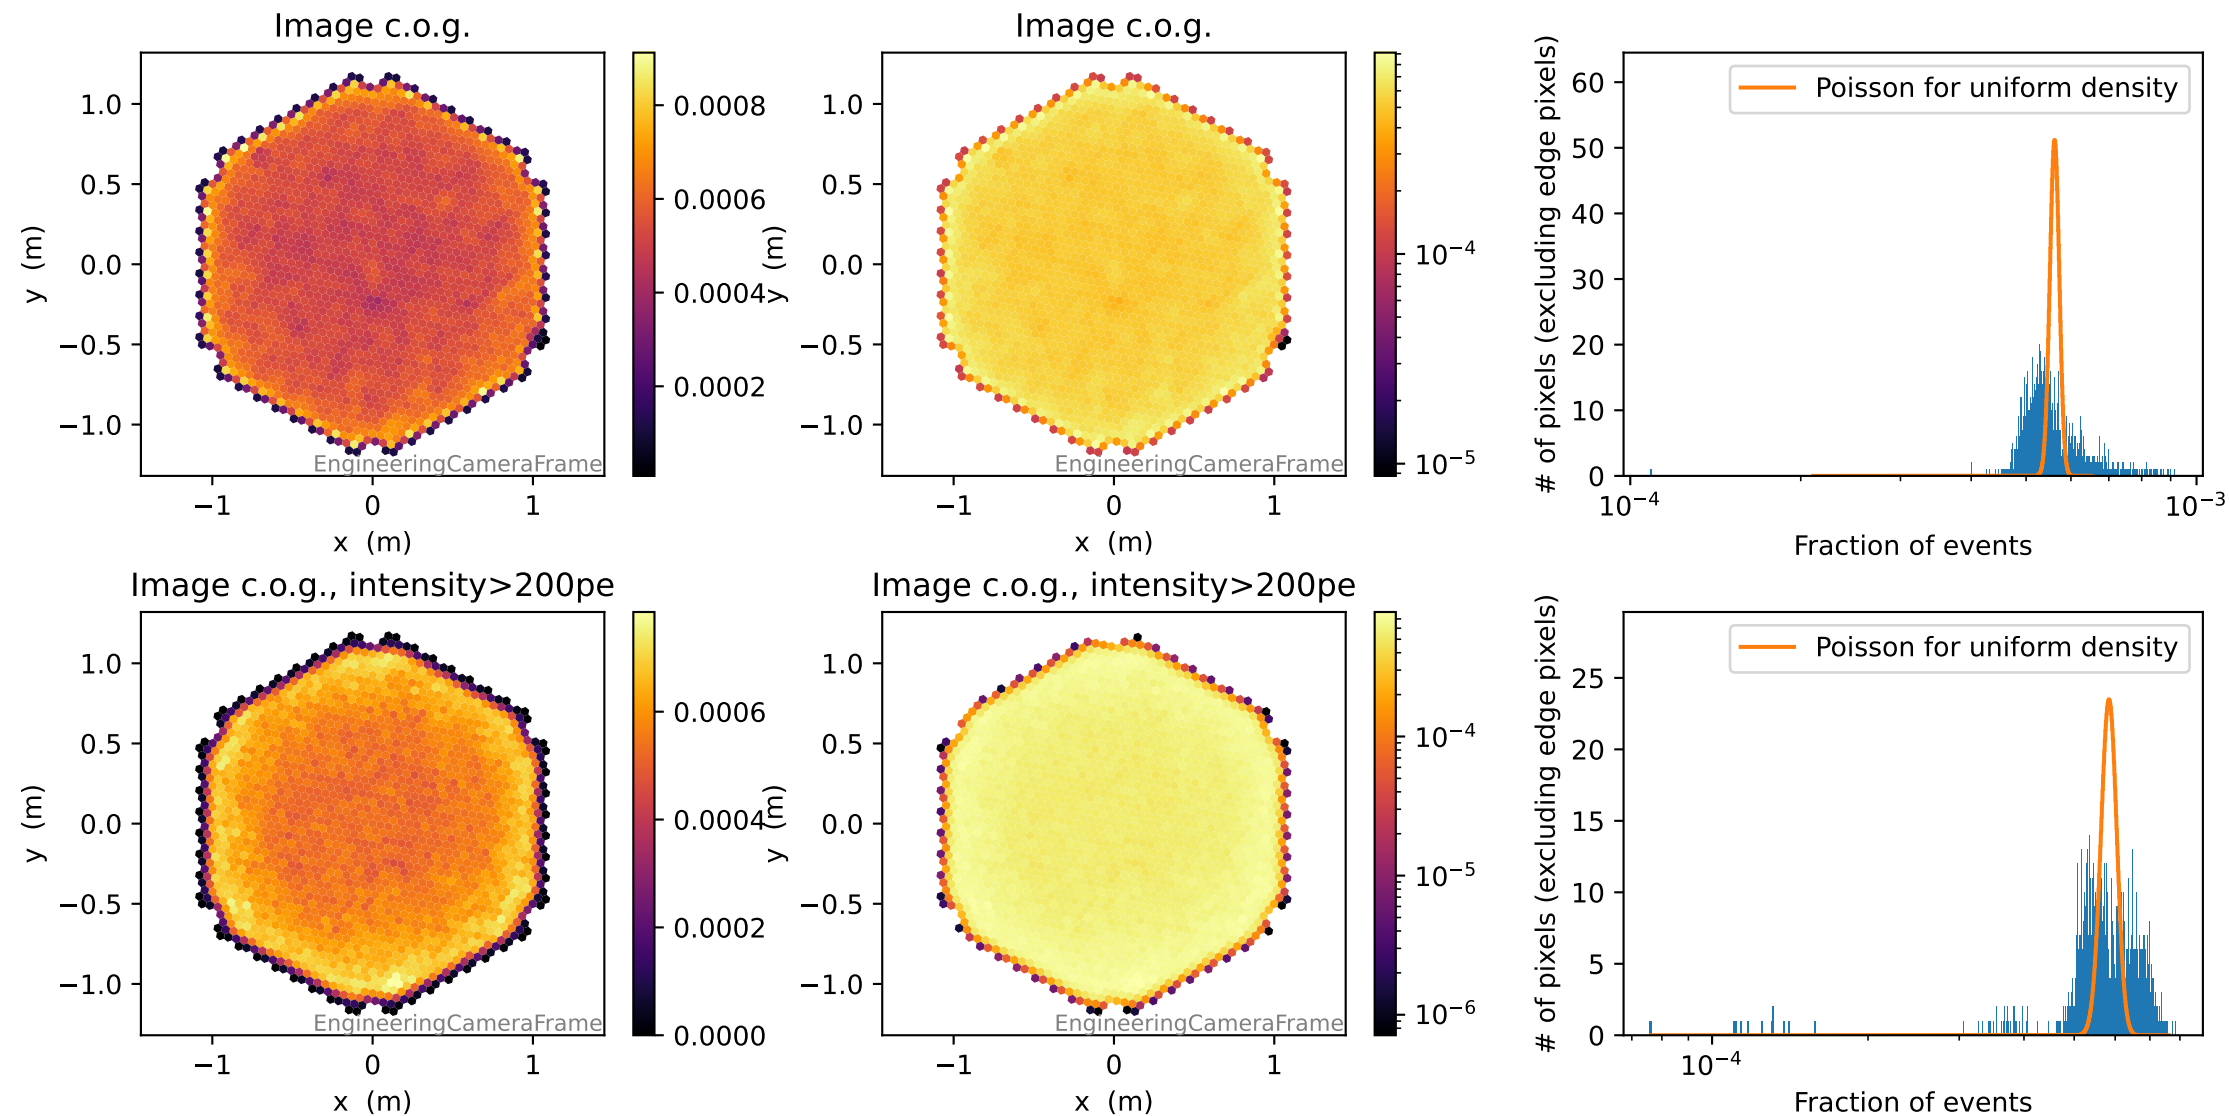 Image c.o.g.
1.0
0.5
0.0
−0.5
−1.0
y (m)
−1
0
1
x (m)
EngineeringCameraFrame
0.0008
0.0006
0.0004
0.0002
Image c.o.g.
1.0
0.5
0.0
−0.5
−1.0
y (m)
−1
0
1
x (m)
EngineeringCameraFrame
10⁻⁴
10⁻⁵
Poisson for uniform density
60
50
40
30
20
10
0
# of pixels (excluding edge pixels)
10⁻⁴
10⁻³
Fraction of events
Image c.o.g., intensity>200pe
1.0
0.5
0.0
−0.5
−1.0
y (m)
−1
0
1
x (m)
EngineeringCameraFrame
0.0006
0.0004
0.0002
0.0000
Image c.o.g., intensity>200pe
1.0
0.5
0.0
−0.5
−1.0
y (m)
−1
0
1
x (m)
EngineeringCameraFrame
10⁻⁴
10⁻⁵
10⁻⁶
Poisson for uniform density
25
20
15
10
5
0
# of pixels (excluding edge pixels)
10⁻⁴
Fraction of events